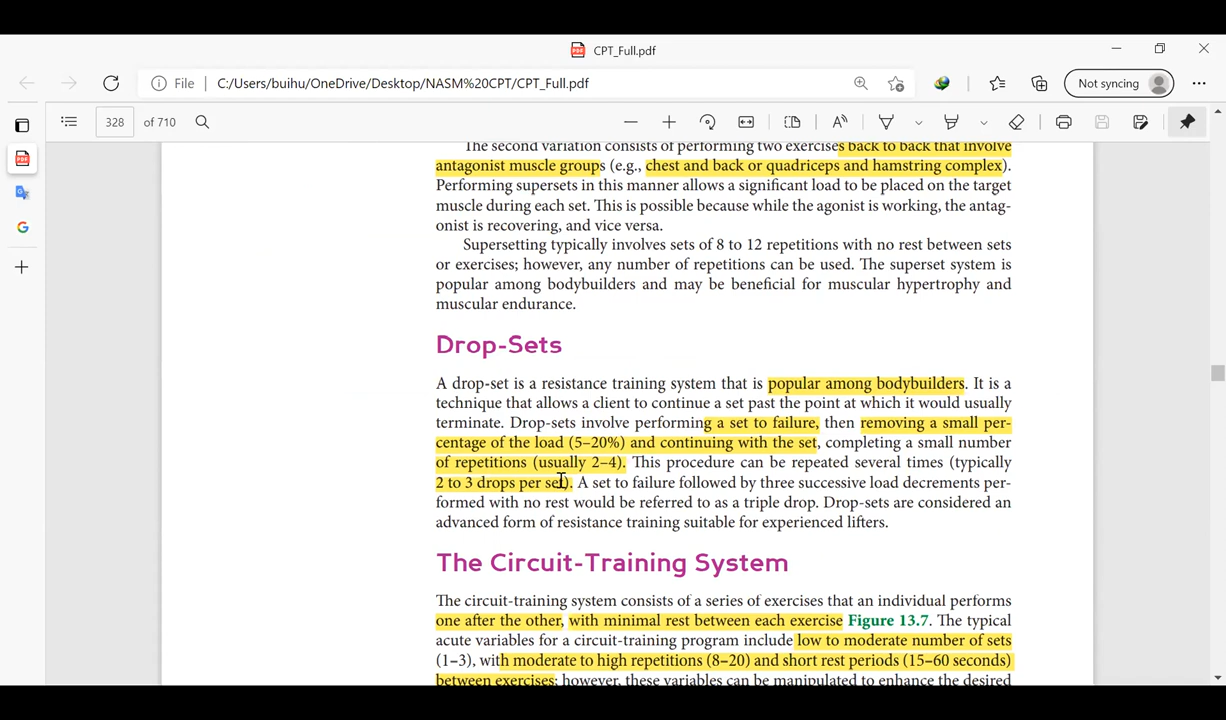 CPT_Full.pdf
File
C:/Users/buihu/OneDrive/Desktop/NASM%20CPT/CPT_Full.pdf
Not syncing
328 of 710
The second variation consists of performing two exercises back to back that involve
antagonist muscle groups (e.g., chest and back or quadriceps and hamstring complex).
Performing supersets in this manner allows a significant load to be placed on the target
muscle during each set. This is possible because while the agonist is working, the antag-
onist is recovering, and vice versa.
Supersetting typically involves sets of 8 to 12 repetitions with no rest between sets
or exercises; however, any number of repetitions can be used. The superset system is
popular among bodybuilders and may be beneficial for muscular hypertrophy and
muscular endurance.
Drop-Sets
A drop-set is a resistance training system that is popular among bodybuilders. It is a
technique that allows a client to continue a set past the point at which it would usually
terminate. Drop-sets involve performing a set to failure, then removing a small per-
centage of the load (5–20%) and continuing with the set, completing a small number
of repetitions (usually 2–4). This procedure can be repeated several times (typically
2 to 3 drops per set). A set to failure followed by three successive load decrements per-
formed with no rest would be referred to as a triple drop. Drop-sets are considered an
advanced form of resistance training suitable for experienced lifters.
The Circuit-Training System
The circuit-training system consists of a series of exercises that an individual performs
one after the other, with minimal rest between each exercise Figure 13.7. The typical
acute variables for a circuit-training program include low to moderate number of sets
(1–3), with moderate to high repetitions (8–20) and short rest periods (15–60 seconds)
between exercises; however, these variables can be manipulated to enhance the desired